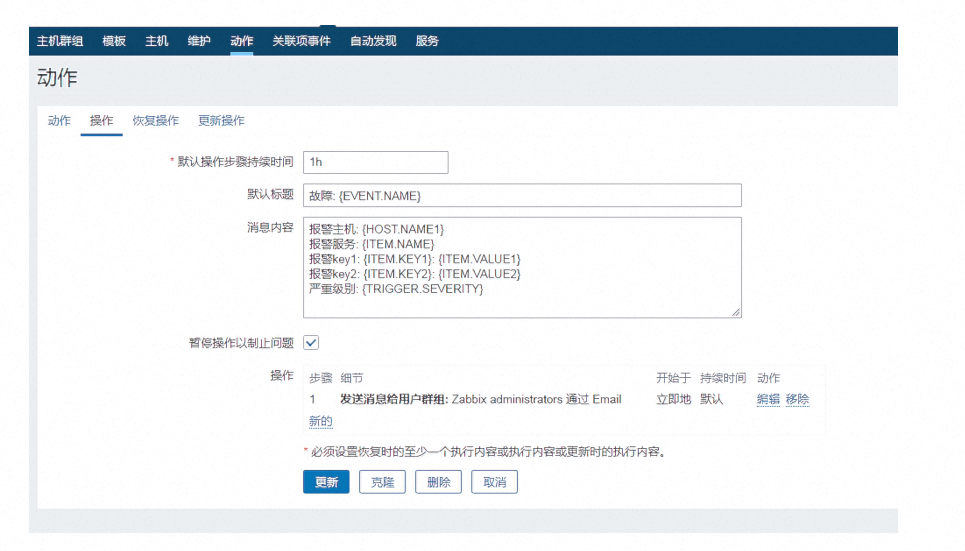 主机群组 模板 主机 维护 动作 关联项事件 自动发现 服务
动作
动作 操作 恢复操作 更新操作
* 默认操作步骤持续时间 1h
默认标题 故障: {EVENT.NAME}
消息内容 报警主机: {HOST.NAME1}
报警服务: {ITEM.NAME}
报警key1: {ITEM.KEY1}: {ITEM.VALUE1}
报警key2: {ITEM.KEY2}: {ITEM.VALUE2}
严重级别: {TRIGGER.SEVERITY}
暂停操作以制止问题
操作 步骤 细节 开始于 持续时间 动作
1 发送消息给用户群组: Zabbix administrators 通过 Email 立即地 默认 编辑 移除
新的
* 必须设置恢复时的至少一个执行内容或执行内容或更新时的执行内容。
更新 克隆 删除 取消